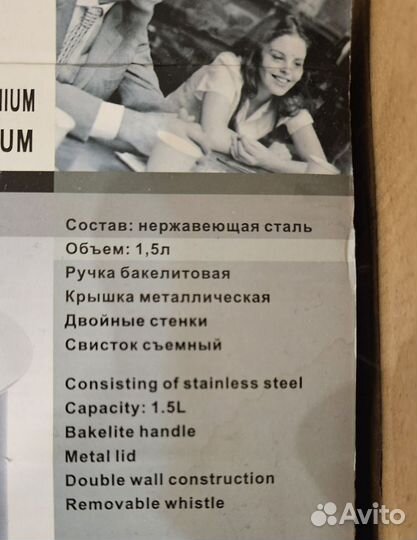 NIUM
UM
Состав: нержавеющая сталь
Объем: 1,5л
Ручка бакелитовая
Крышка металлическая
Двойные стенки
Свисток съемный
Consisting of stainless steel
Capacity: 1.5L
Bakelite handle
Metal lid
Double wall construction
Removable whistle
Avito